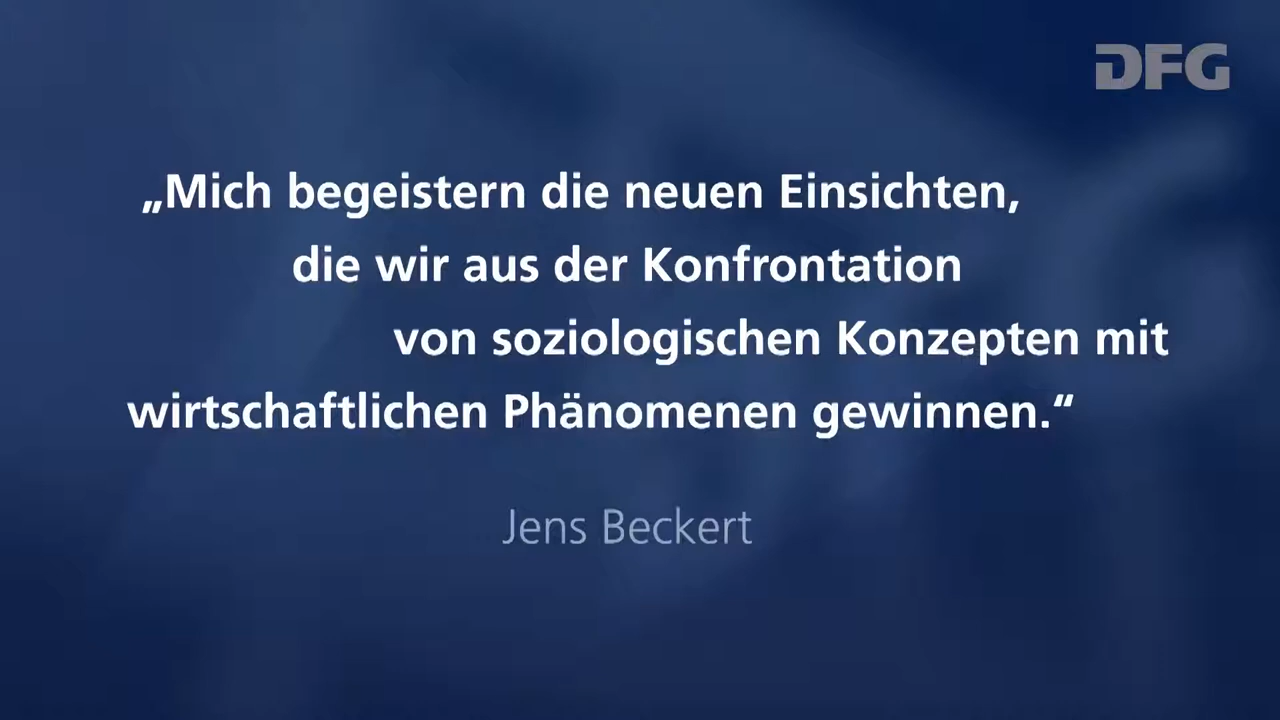 DFG
„Mich begeistern die neuen Einsichten,
die wir aus der Konfrontation
von soziologischen Konzepten mit
wirtschaftlichen Phänomenen gewinnen.“
Jens Beckert